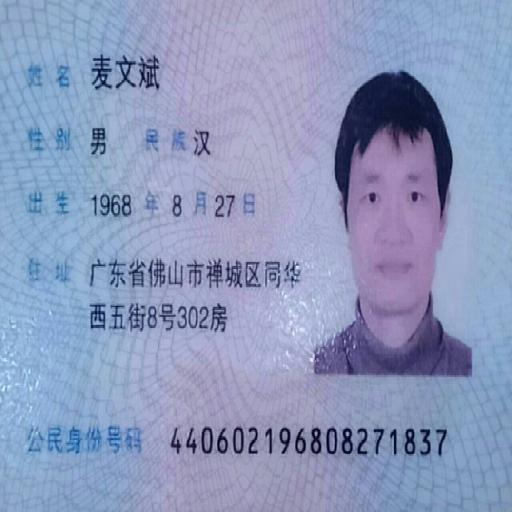 姓名 麦文斌
性别 男 民族 汉
出生 1968 年 8 月 27 日
住址 广东省佛山市禅城区同华
西五街8号302房
公民身份号码 440602196808271837